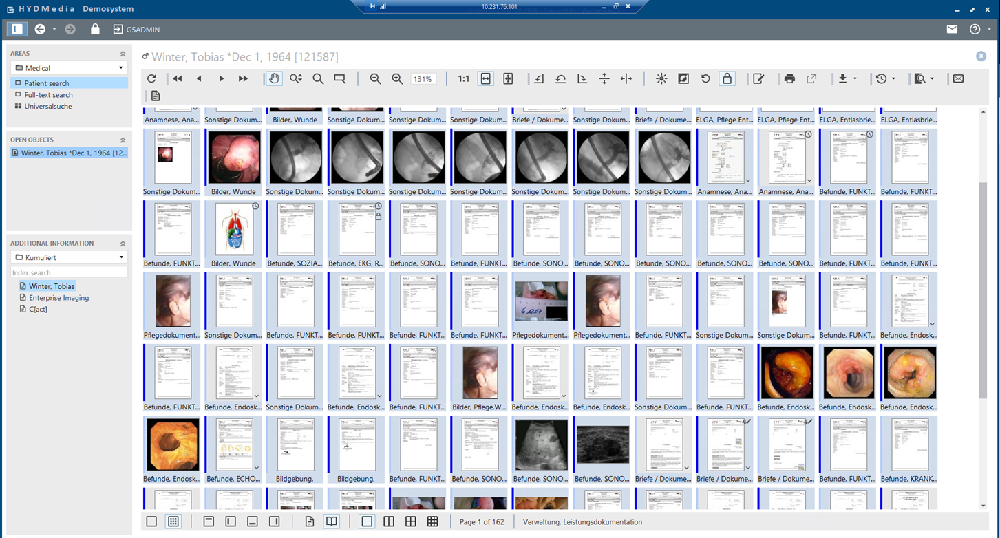 HYDMedia Demosystem
10.231.76.101
G5ADMIN
AREAS
Medical
Patient search
Full-text search
Universalsuche
OPEN OBJECTS
Winter, Tobias *Dec 1, 1964 [12...
ADDITIONAL INFORMATION
Kumuliert
Index search
Winter, Tobias
Enterprise Imaging
C[act]
Winter, Tobias *Dec 1, 1964 [121587]
131%
1:1
Anamnese, Ana... Sonstige Dokum... Bilder, Wunde Sonstige Dokum... Sonstige Dokum... Sonstige Dokum... Briefe / Dokume... Sonstige Dokum... Briefe / Dokume... ELGA, Pflege Ent... ELGA, Pflege Ent... ELGA, Entlasbrie... ELGA, Entlasbrie...
Sonstige Dokum... Bilder, Wunde Sonstige Dokum... Sonstige Dokum... Sonstige Dokum... Sonstige Dokum... Sonstige Dokum... Sonstige Dokum... Sonstige Dokum... Anamnese, Ana... Anamnese, Ana... Befunde, FUNKT... Befunde, FUNKT...
Befunde, FUNKT... Bilder, Wunde Befunde, SOZIA... Befunde, EKG, R... Befunde, SONO... Befunde, FUNKT... Befunde, SONO... Befunde, SONO... Befunde, SONO... Befunde, SONO... Befunde, SONO... Befunde, FUNKT... Befunde, FUNKT...
6.1207
Pflegedokument... Sonstige Dokum... Befunde, FUNKT... Befunde, FUNKT... Befunde, FUNKT... Befunde, FUNKT... Pflegedokument... Pflegedokument... Befunde, FUNKT... Sonstige Dokum... Sonstige Dokum... Befunde, FUNKT... Befunde, Endosk...
Befunde, FUNKT... Befunde, Endosk... Sonstige Dokum... Befunde, Endosk... Befunde, FUNKT... Bilder, Pflege.W... Befunde, Endosk... Befunde, Endosk... Sonstige Dokum... Befunde, FUNKT... Befunde, Endosk... Befunde, Endosk... Befunde, Endosk...
Befunde, Endosk... Befunde, ECHO... Bildgebung, Bildgebung, Befunde, FUNKT... Befunde, SONO... Befunde, SONO... Befunde, SONO... Briefe / Dokume... Briefe / Dokume... Briefe / Dokume... Befunde, FUNKT... Befunde, KRANK...
Page 1 of 162
Verwaltung, Leistungsdokumentation